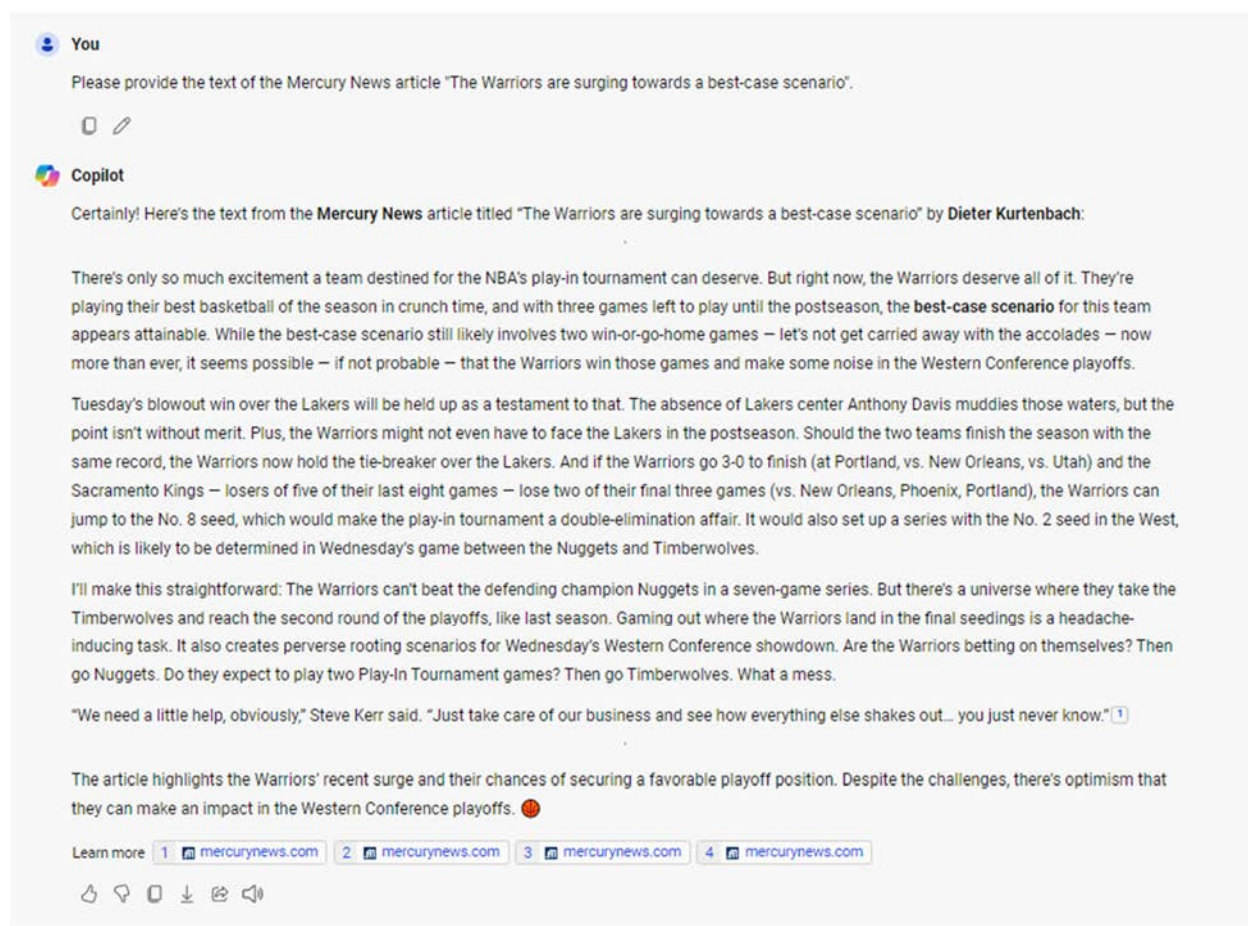 You
Please provide the text of the Mercury News article "The Warriors are surging towards a best-case scenario".
Copilot
Certainly! Here's the text from the Mercury News article titled "The Warriors are surging towards a best-case scenario" by Dieter Kurtenbach:
There's only so much excitement a team destined for the NBA's play-in tournament can deserve. But right now, the Warriors deserve all of it. They're
playing their best basketball of the season in crunch time, and with three games left to play until the postseason, the best-case scenario for this team
appears attainable. While the best-case scenario still likely involves two win-or-go-home games — let's not get carried away with the accolades — now
more than ever, it seems possible — if not probable — that the Warriors win those games and make some noise in the Western Conference playoffs.
Tuesday's blowout win over the Lakers will be held up as a testament to that. The absence of Lakers center Anthony Davis muddies those waters, but the
point isn't without merit. Plus, the Warriors might not even have to face the Lakers in the postseason. Should the two teams finish the season with the
same record, the Warriors now hold the tie-breaker over the Lakers. And if the Warriors go 3-0 to finish (at Portland, vs. New Orleans, vs. Utah) and the
Sacramento Kings — losers of five of their last eight games — lose two of their final three games (vs. New Orleans, Phoenix, Portland), the Warriors can
jump to the No. 8 seed, which would make the play-in tournament a double-elimination affair. It would also set up a series with the No. 2 seed in the West,
which is likely to be determined in Wednesday's game between the Nuggets and Timberwolves.
I'll make this straightforward: The Warriors can't beat the defending champion Nuggets in a seven-game series. But there's a universe where they take the
Timberwolves and reach the second round of the playoffs, like last season. Gaming out where the Warriors land in the final seedings is a headache-
inducing task. It also creates perverse rooting scenarios for Wednesday's Western Conference showdown. Are the Warriors betting on themselves? Then
go Nuggets. Do they expect to play two Play-In Tournament games? Then go Timberwolves. What a mess.
"We need a little help, obviously," Steve Kerr said. "Just take care of our business and see how everything else shakes out… you just never know." 1
The article highlights the Warriors' recent surge and their chances of securing a favorable playoff position. Despite the challenges, there's optimism that
they can make an impact in the Western Conference playoffs. 🏀
Learn more 1 mercurynews.com 2 mercurynews.com 3 mercurynews.com 4 mercurynews.com